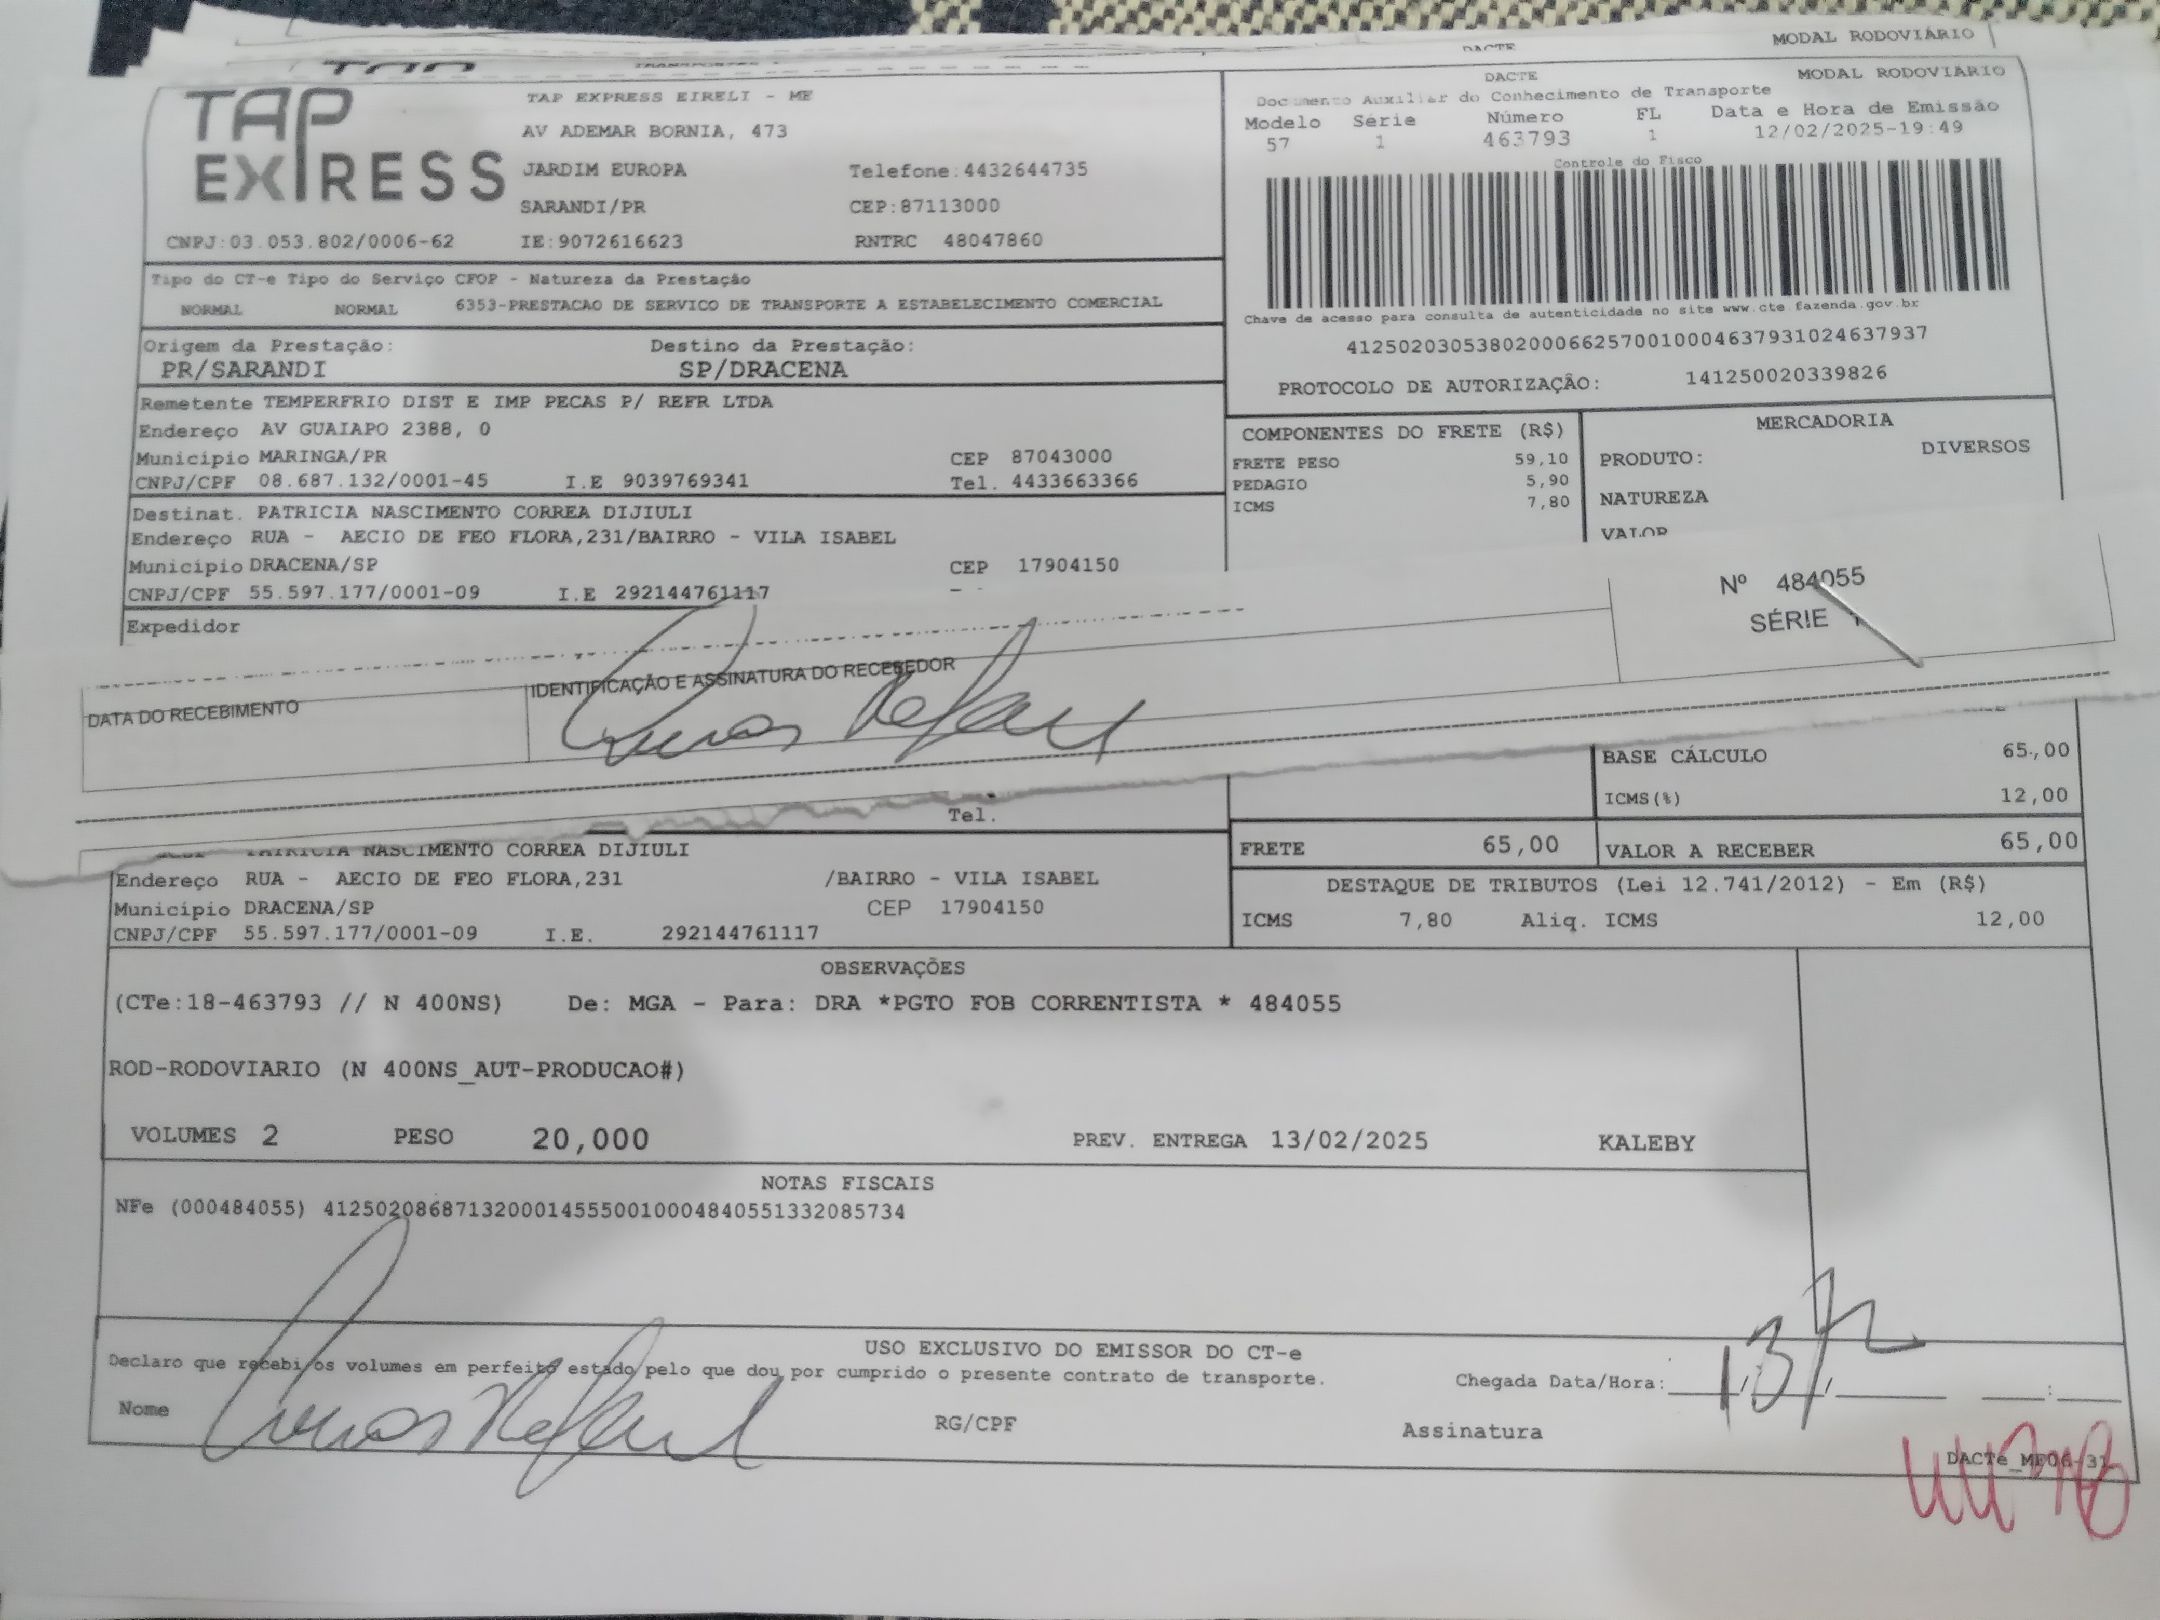 DACTE MODAL RODOVIÁRIO
TAP EXPRESS
TAP EXPRESS EIRELI - ME
AV ADEMAR BORNIA, 473
JARDIM EUROPA Telefone:4432644735
SARANDI/PR CEP:87113000
CNPJ:03.053.802/0006-62 IE:9072616623 RNTRC 48047860
DACTE MODAL RODOVIÁRIO
Documento Auxiliar do Conhecimento de Transporte
Modelo Série Número FL Data e Hora de Emissão
57 1 463793 1 12/02/2025-19:49
Controle do Fisco
Chave de acesso para consulta de autenticidade no site www.cte.fazenda.gov.br
41250203053802000662570010004637931024637937
PROTOCOLO DE AUTORIZAÇÃO: 141250020339826
Tipo do CT-e Tipo do Serviço CFOP - Natureza da Prestação
NORMAL NORMAL 6353-PRESTACAO DE SERVICO DE TRANSPORTE A ESTABELECIMENTO COMERCIAL
Origem da Prestação: Destino da Prestação:
PR/SARANDI SP/DRACENA
Remetente TEMPERFRIO DIST E IMP PECAS P/ REFR LTDA
Endereço AV GUAIAPO 2388, 0
Município MARINGA/PR CEP 87043000
CNPJ/CPF 08.687.132/0001-45 I.E 9039769341 Tel. 4433663366
Destinat. PATRICIA NASCIMENTO CORREA DIJIULI
Endereço RUA - AECIO DE FEO FLORA,231/BAIRRO - VILA ISABEL
Município DRACENA/SP CEP 17904150
CNPJ/CPF 55.597.177/0001-09 I.E 292144761117
Expedidor
COMPONENTES DO FRETE (R$)
FRETE PESO 59,10
PEDAGIO 5,90
ICMS 7,80
MERCADORIA
PRODUTO: DIVERSOS
NATUREZA
VALOR
Nº 484055
SÉRIE 1
DATA DO RECEBIMENTO
IDENTIFICAÇÃO E ASSINATURA DO RECEBEDOR
BASE CÁLCULO 65,00
ICMS(%) 12,00
Tel.
FRETE 65,00 VALOR A RECEBER 65,00
PATRICIA NASCIMENTO CORREA DIJIULI
Endereço RUA - AECIO DE FEO FLORA,231 /BAIRRO - VILA ISABEL
Município DRACENA/SP CEP 17904150
CNPJ/CPF 55.597.177/0001-09 I.E. 292144761117
DESTAQUE DE TRIBUTOS (Lei 12.741/2012) - Em (R$)
ICMS 7,80 Aliq. ICMS 12,00
OBSERVAÇÕES
(CTe:18-463793 // N 400NS) De: MGA - Para: DRA *PGTO FOB CORRENTISTA * 484055
ROD-RODOVIARIO (N 400NS_AUT-PRODUCAO#)
VOLUMES 2 PESO 20,000 PREV. ENTREGA 13/02/2025 KALEBY
NOTAS FISCAIS
NFe (000484055) 41250208687132000145550010004840551332085734
USO EXCLUSIVO DO EMISSOR DO CT-e
Declaro que recebi os volumes em perfeito estado pelo que dou por cumprido o presente contrato de transporte.
Chegada Data/Hora: 13/2
Nome RG/CPF Assinatura